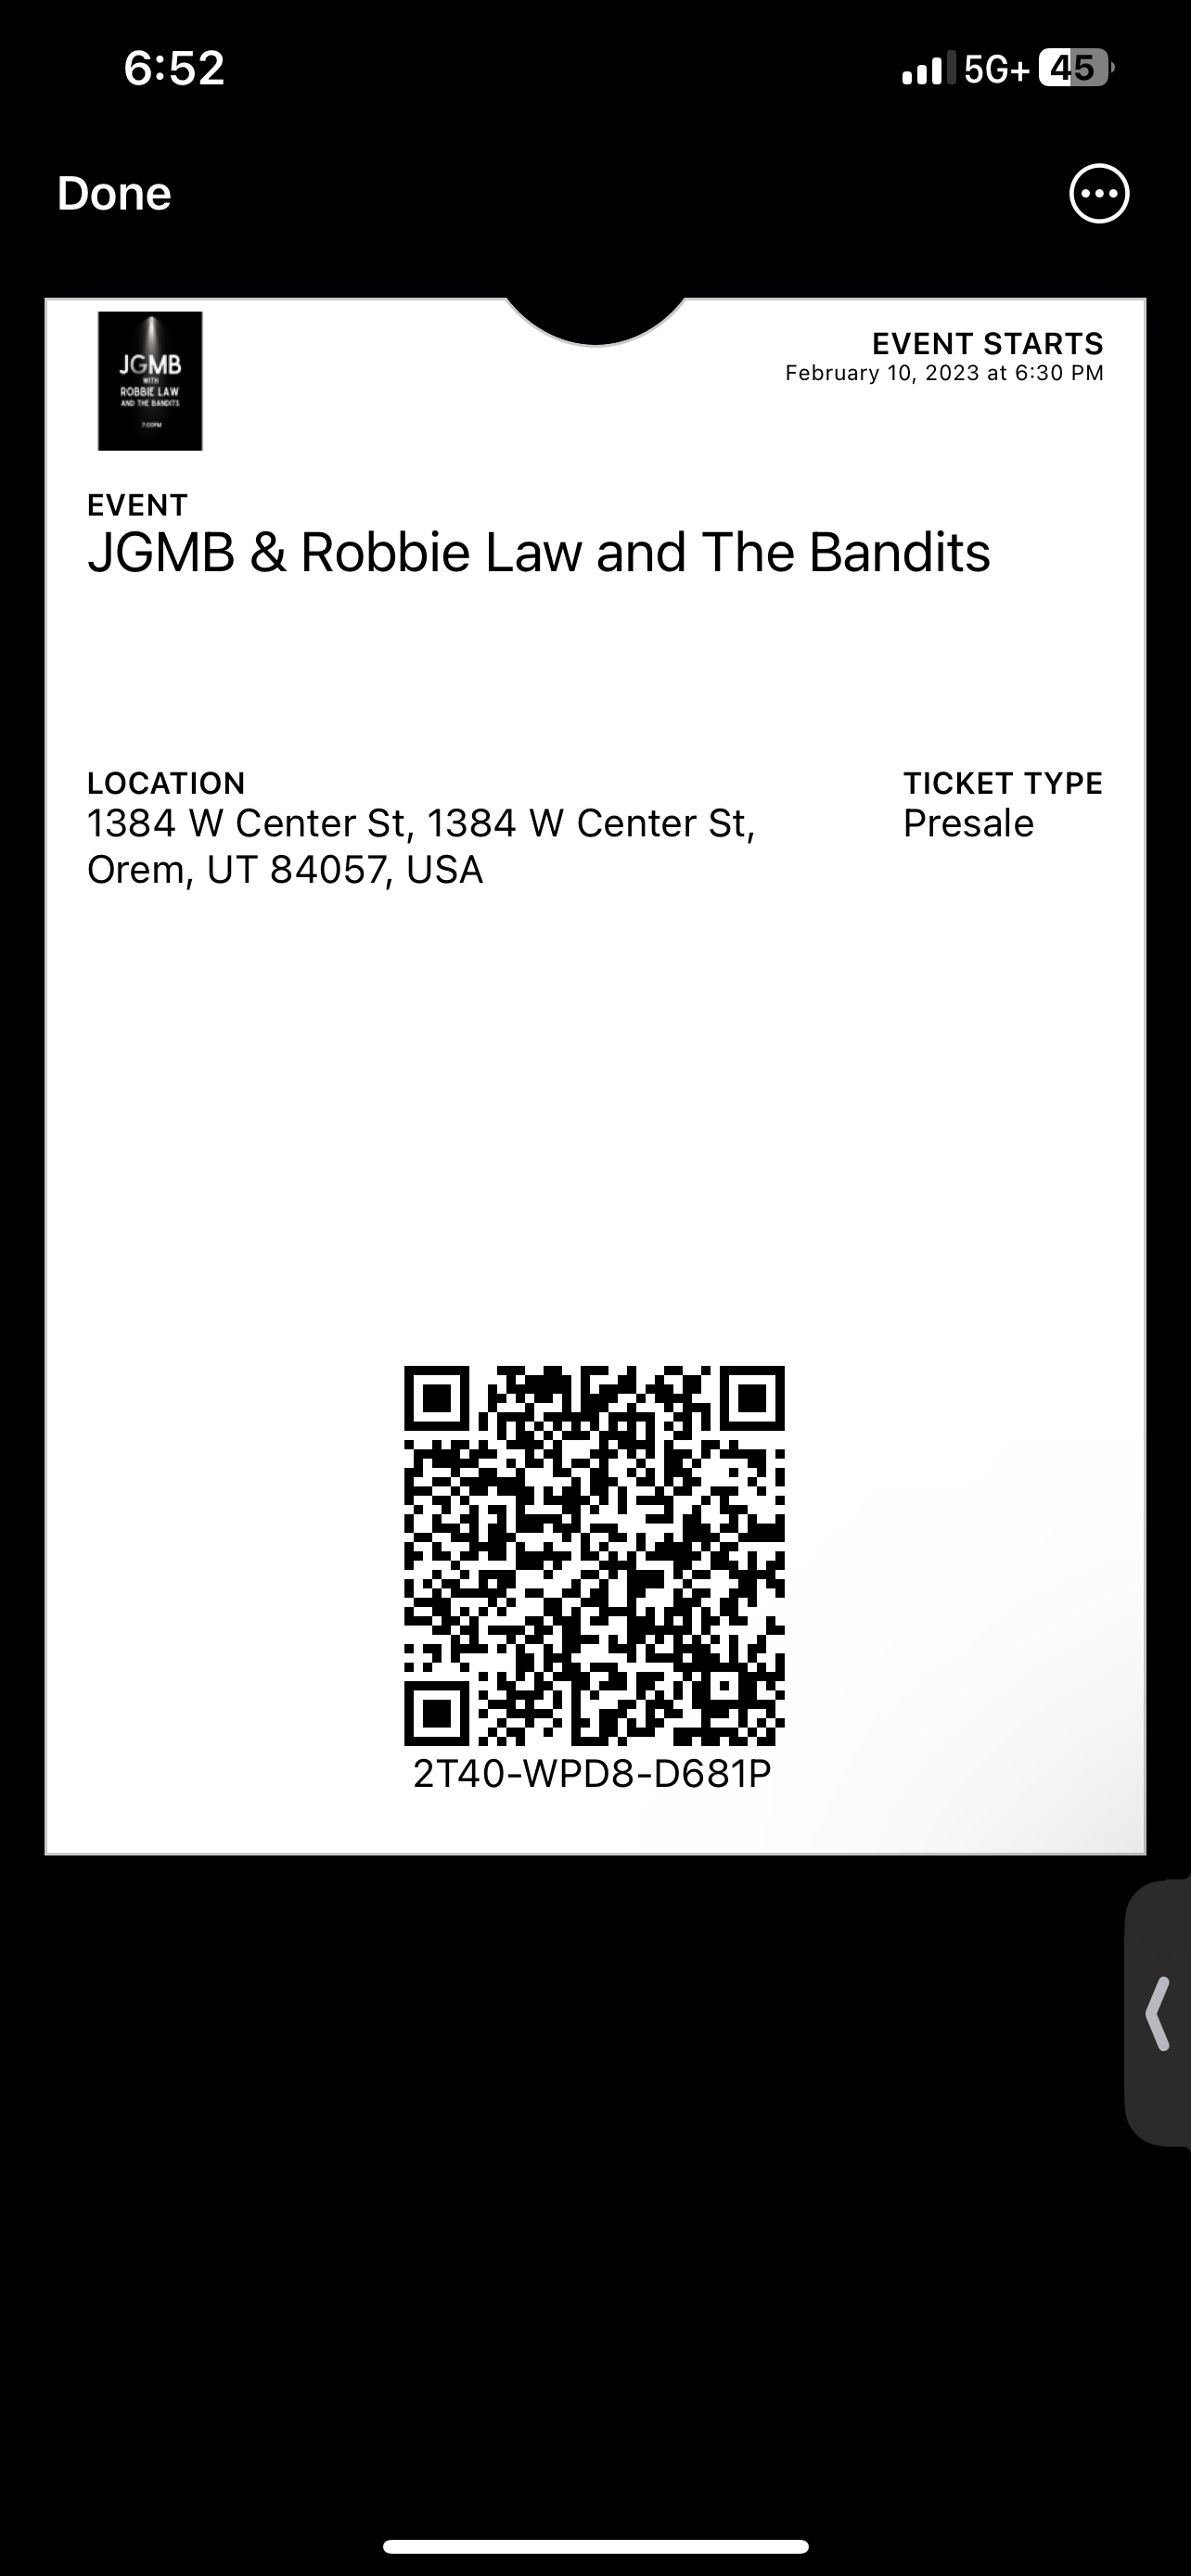 6:52
5G+ 45
Done
JGMB
WITH
ROBBIE LAW
AND THE BANDITS
7:00PM
EVENT STARTS
February 10, 2023 at 6:30 PM
EVENT
JGMB & Robbie Law and The Bandits
LOCATION
1384 W Center St, 1384 W Center St,
Orem, UT 84057, USA
TICKET TYPE
Presale
2T40-WPD8-D681P